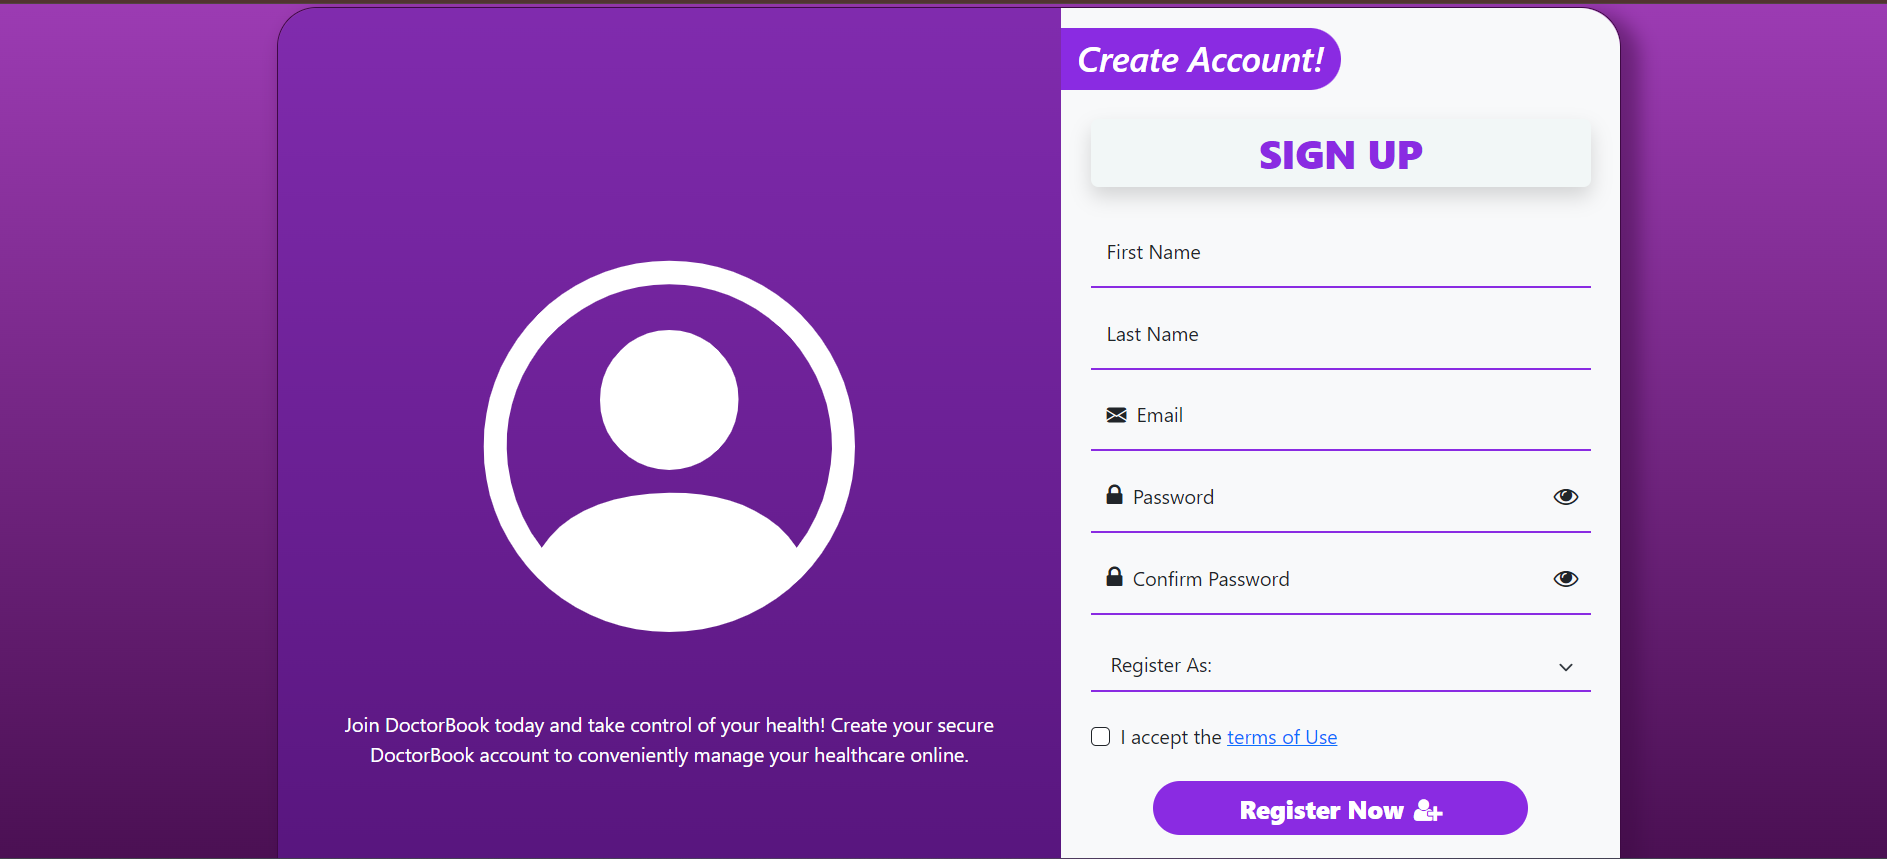 Create Account!
SIGN UP
First Name
Last Name
Email
Password
Confirm Password
Register As:
I accept the terms of Use
Register Now
Join DoctorBook today and take control of your health! Create your secure
DoctorBook account to conveniently manage your healthcare online.